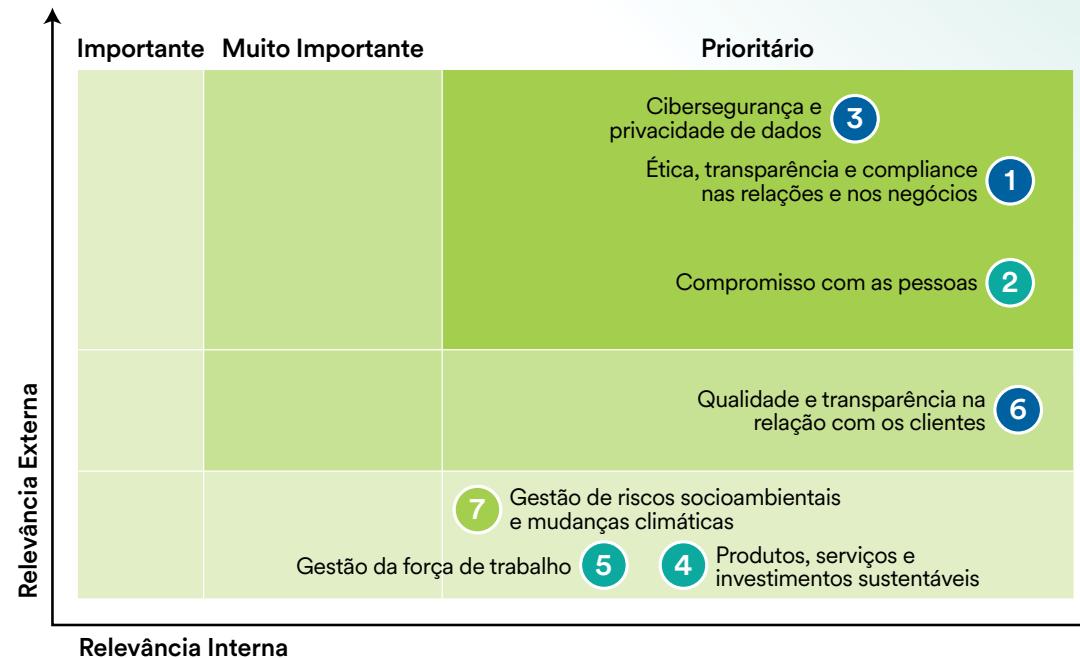 Importante
Muito Importante
Prioritário
Cibersegurança e
privacidade de dados
3
Ética, transparência e compliance
nas relações e nos negócios
1
Compromisso com as pessoas
2
Qualidade e transparência na
relação com os clientes
6
7
Gestão de riscos socioambientais
e mudanças climáticas
Gestão da força de trabalho
5
4
Produtos, serviços e
investimentos sustentáveis
Relevância Externa
Relevância Interna